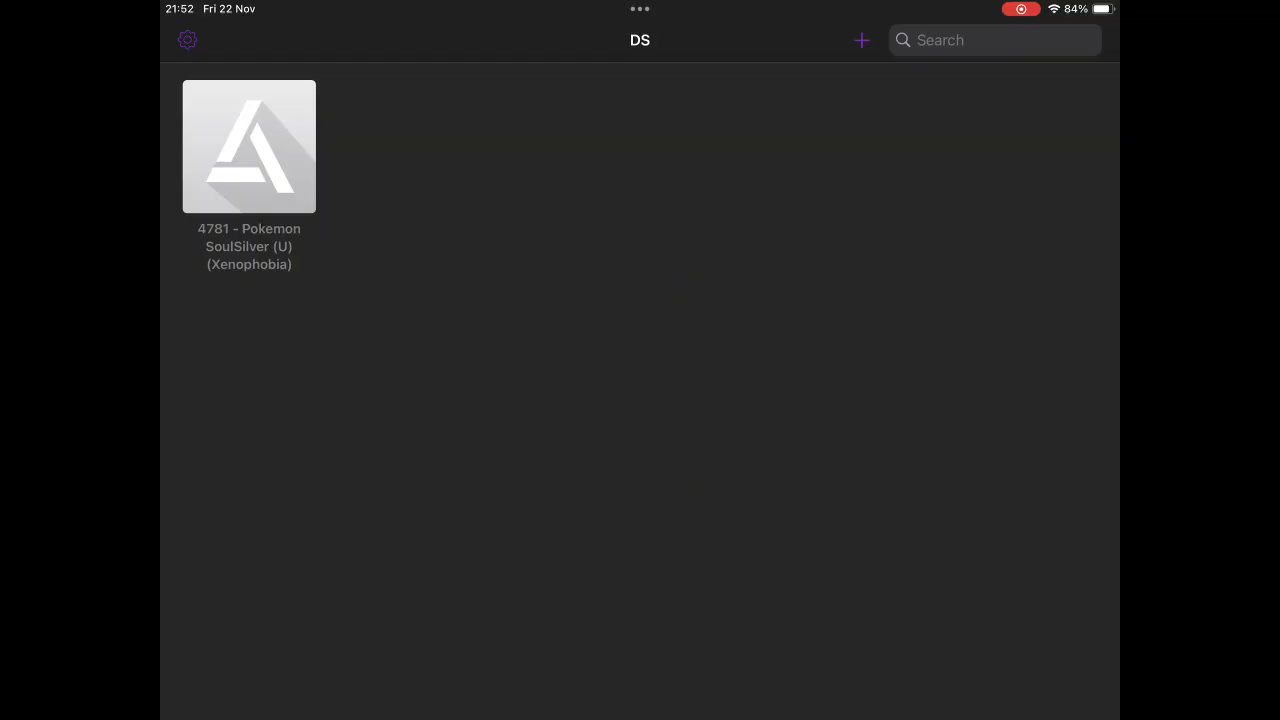 21:52 Fri 22 Nov
84%
DS
Search
4781 - Pokemon
SoulSilver (U)
(Xenophobia)